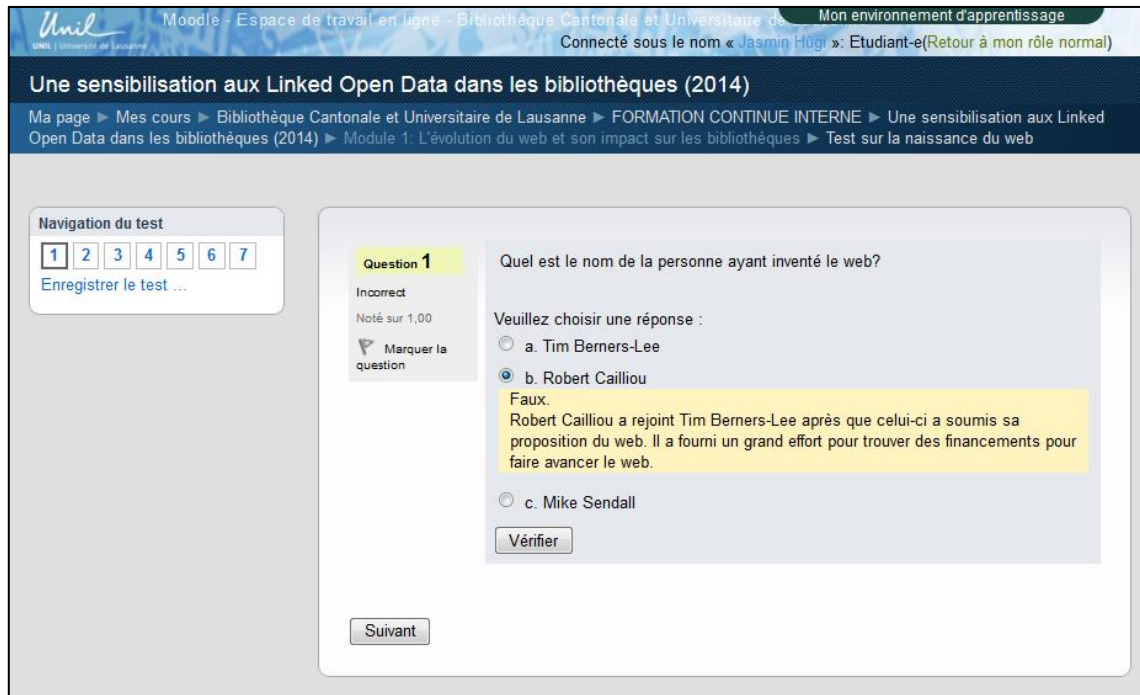 Unil
UNIL | Université de Lausanne
Moodle - Espace de travail en ligne - Bibliothèque Cantonale et Universitaire de
Mon environnement d'apprentissage
Connecté sous le nom « Jasmin Hügi »: Etudiant-e(Retour à mon rôle normal)
Une sensibilisation aux Linked Open Data dans les bibliothèques (2014)
Ma page ► Mes cours ► Bibliothèque Cantonale et Universitaire de Lausanne ► FORMATION CONTINUE INTERNE ► Une sensibilisation aux Linked
Open Data dans les bibliothèques (2014) ► Module 1: L'évolution du web et son impact sur les bibliothèques ► Test sur la naissance du web
Navigation du test
1 2 3 4 5 6 7
Enregistrer le test ...
Question 1
Incorrect
Noté sur 1,00
Marquer la
question
Quel est le nom de la personne ayant inventé le web?
Veuillez choisir une réponse :
a. Tim Berners-Lee
b. Robert Cailliou
Faux.
Robert Cailliou a rejoint Tim Berners-Lee après que celui-ci a soumis sa
proposition du web. Il a fourni un grand effort pour trouver des financements pour
faire avancer le web.
c. Mike Sendall
Vérifier
Suivant